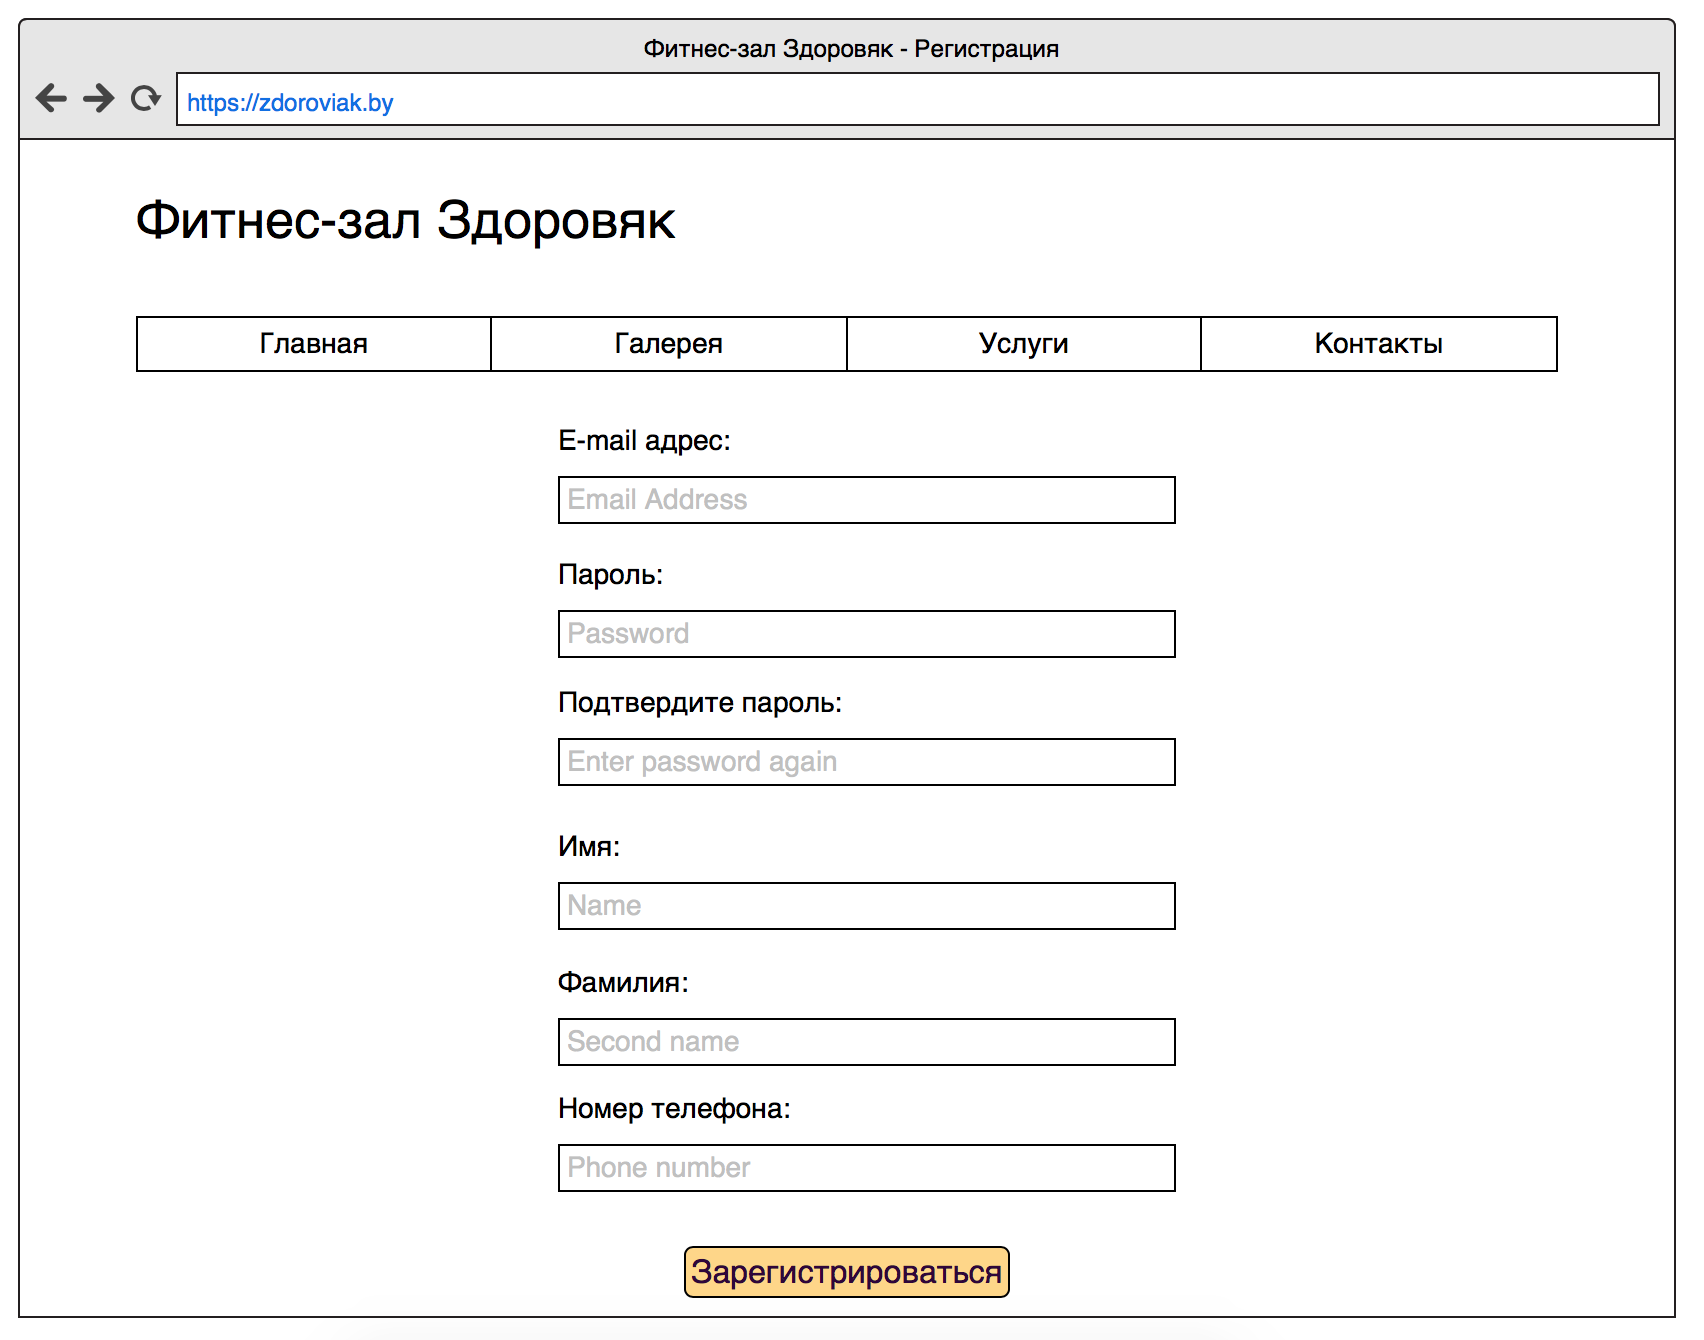 Фитнес-зал Здоровяк - Регистрация
https://zdoroviak.by
Фитнес-зал Здоровяк
Главная Галерея Услуги Контакты
E-mail адрес:
Email Address
Пароль:
Password
Подтвердите пароль:
Enter password again
Имя:
Name
Фамилия:
Second name
Номер телефона:
Phone number
Зарегистрироваться